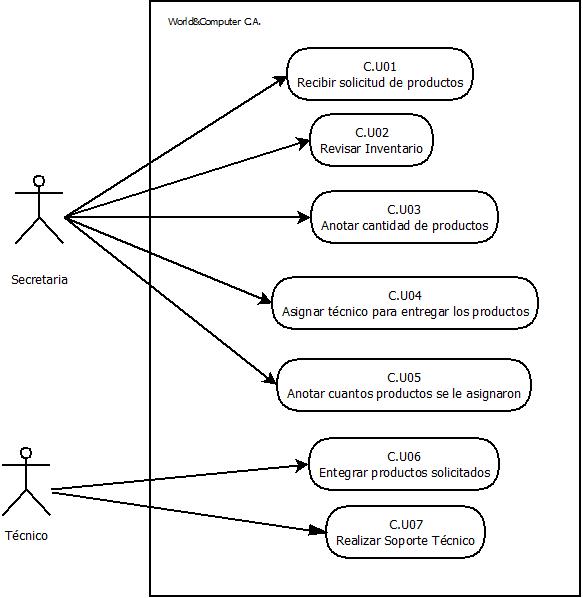 World&Computer C.A.
C.U01
Recibir solicitud de productos
C.U02
Revisar Inventario
C.U03
Anotar cantidad de productos
Secretaria
C.U04
Asignar técnico para entregar los productos
C.U05
Anotar cuantos productos se le asignaron
C.U06
Entegrar productos solicitados
Técnico
C.U07
Realizar Soporte Técnico